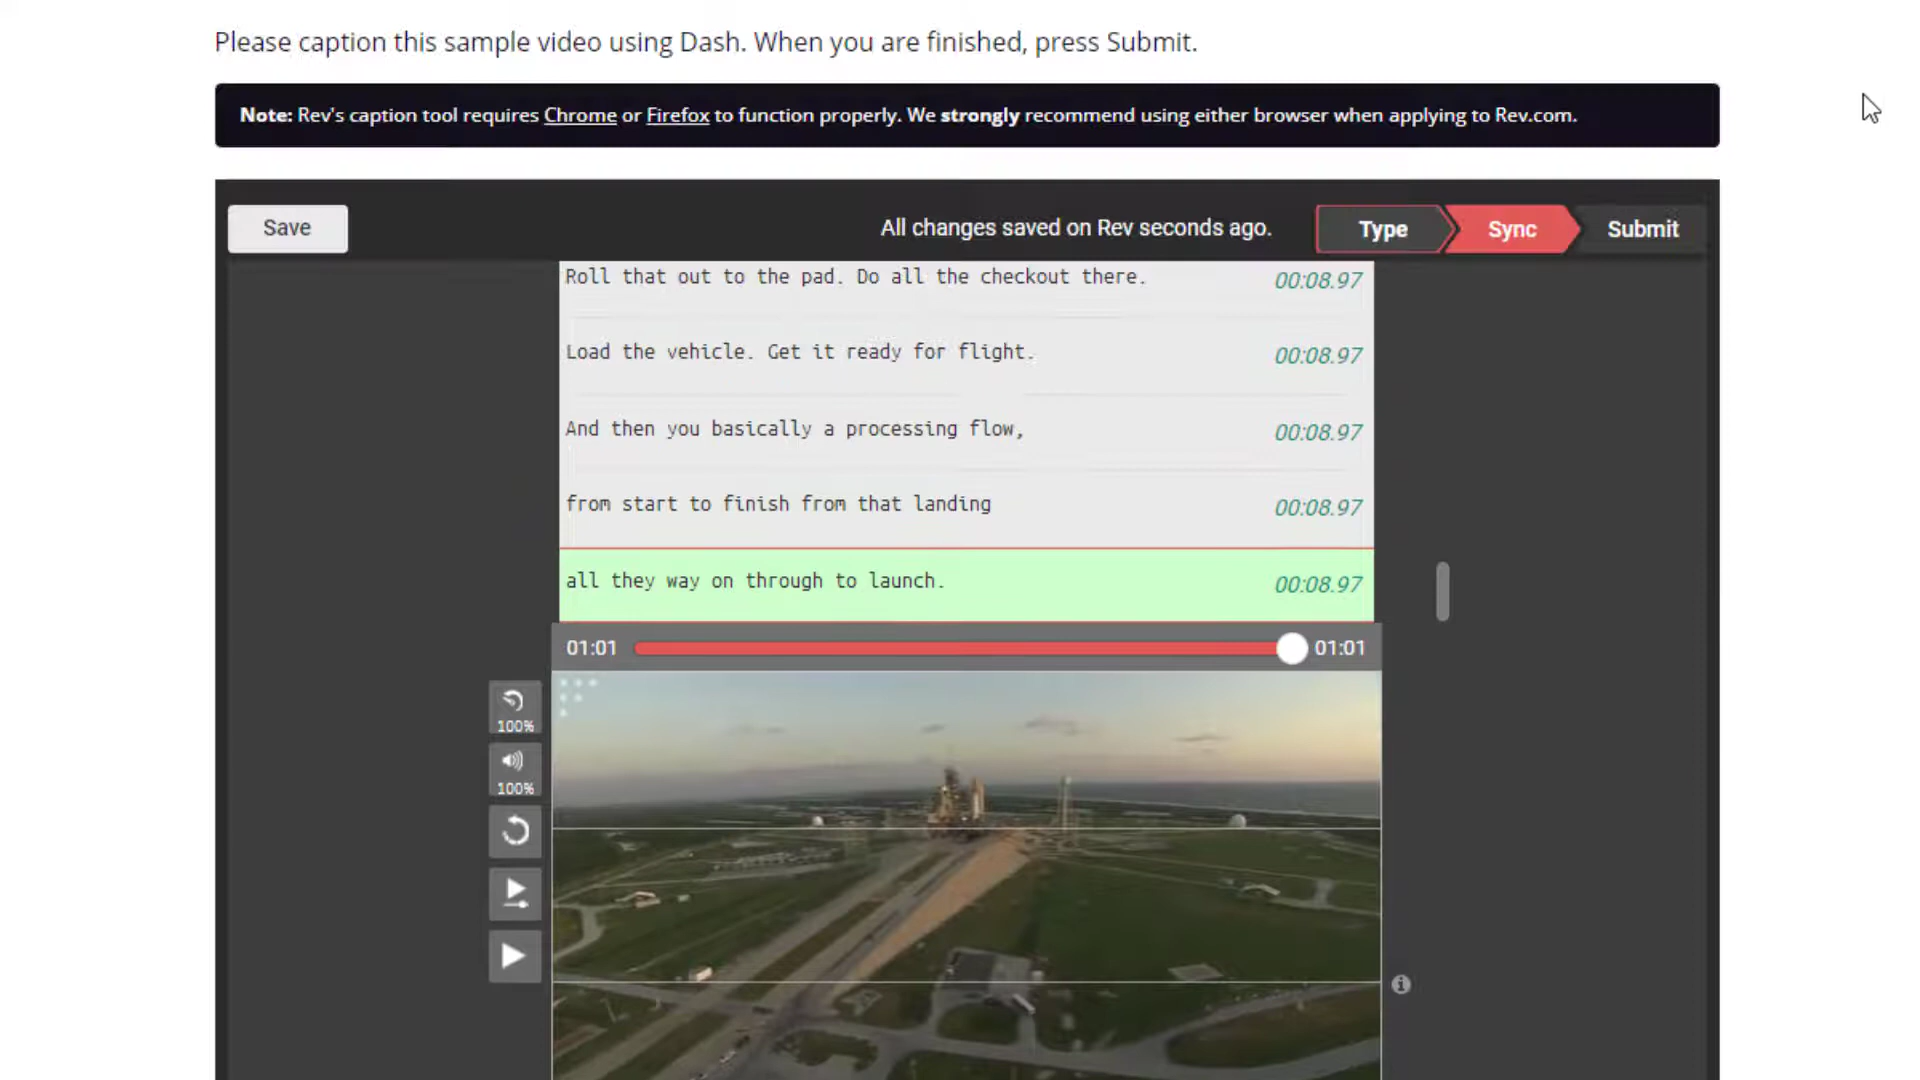 Please caption this sample video using Dash. When you are finished, press Submit.
Note: Rev's caption tool requires Chrome or Firefox to function properly. We strongly recommend using either browser when applying to Rev.com.
Save
All changes saved on Rev seconds ago.
Type
Sync
Submit
Roll that out to the pad. Do all the checkout there. 00:08.97
Load the vehicle. Get it ready for flight. 00:08.97
And then you basically a processing flow, 00:08.97
from start to finish from that landing 00:08.97
all they way on through to launch. 00:08.97
01:01 01:01
100%
100%